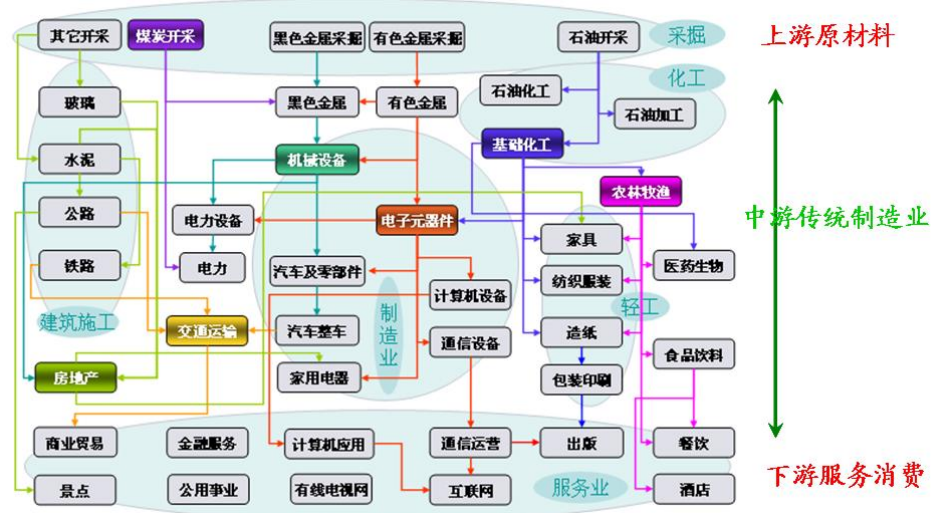 其它开采
煤炭开采
黑色金属采掘
有色金属采掘
石油开采
采掘
上游原材料
化工
玻璃
黑色金属
有色金属
石油化工
石油加工
水泥
机械设备
基础化工
农林牧渔
公路
电力设备
电子元器件
中游传统制造业
家具
铁路
电力
汽车及零部件
医药生物
纺织服装
计算机设备
轻工
建筑施工
交通运输
汽车整车
制造业
通信设备
造纸
食品饮料
房地产
家用电器
包装印刷
商业贸易
金融服务
计算机应用
通信运营
出版
餐饮
下游服务消费
景点
公用事业
有线电视网
互联网
服务业
酒店